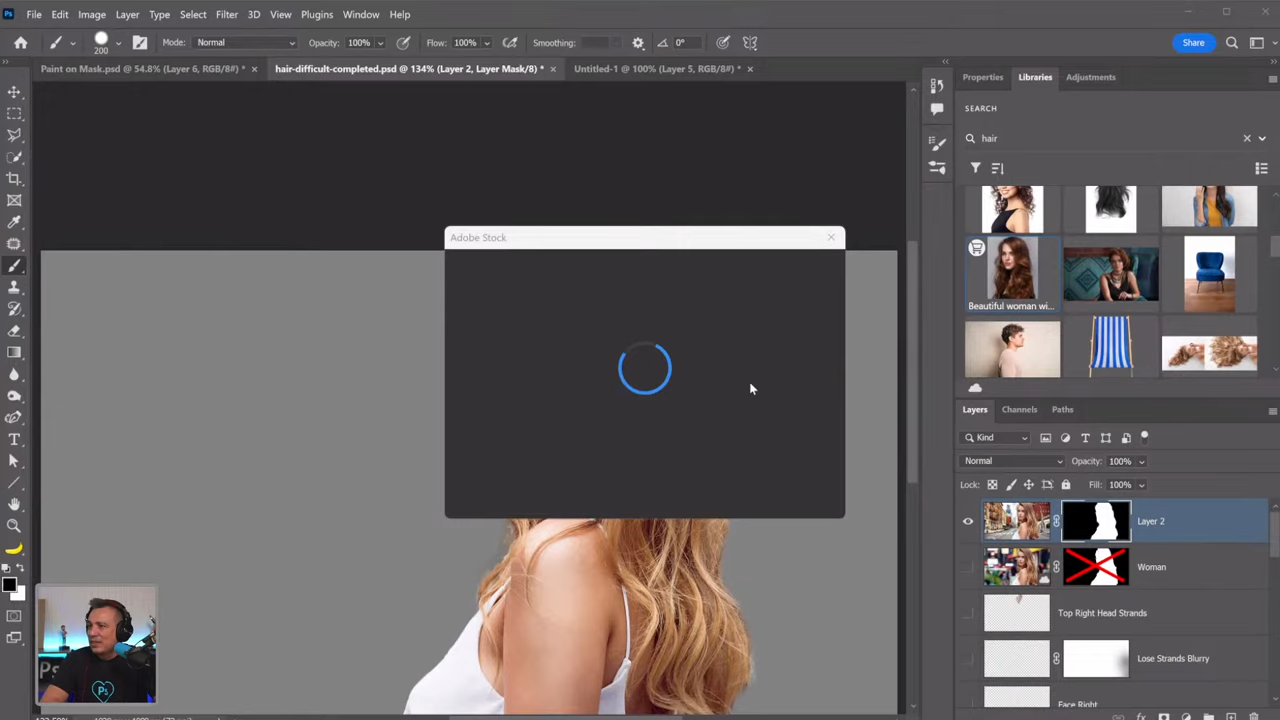 Ps File Edit Image Layer Type Select Filter 3D View Plugins Window Help
200 Mode: Normal Opacity: 100% Flow: 100% Smoothing: 0° Share
Paint on Mask.psd @ 54.8% (Layer 6, RGB/8#) * × hair-difficult-completed.psd @ 134% (Layer 2, Layer Mask/8) * × Untitled-1 @ 100% (Layer 5, RGB/8#) * ×
Properties Libraries Adjustments
SEARCH
hair
Adobe Stock
Beautiful woman wi...
Layers Channels Paths
Kind
Normal Opacity: 100%
Lock: Fill: 100%
Layer 2
Woman
Top Right Head Strands
Lose Strands Blurry
Face Right
Ps
Ps